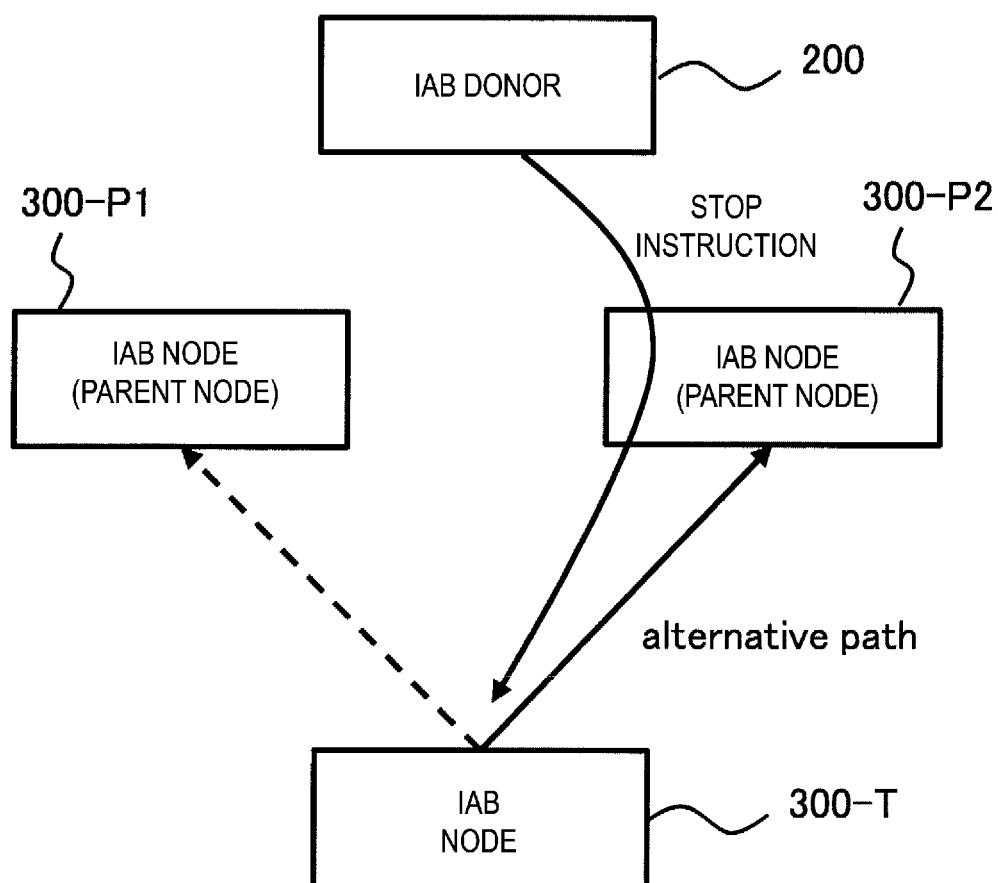 IAB DONOR
200
300-P1
STOP
INSTRUCTION
300-P2
IAB NODE
(PARENT NODE)
IAB NODE
(PARENT NODE)
alternative path
IAB
NODE
300-T